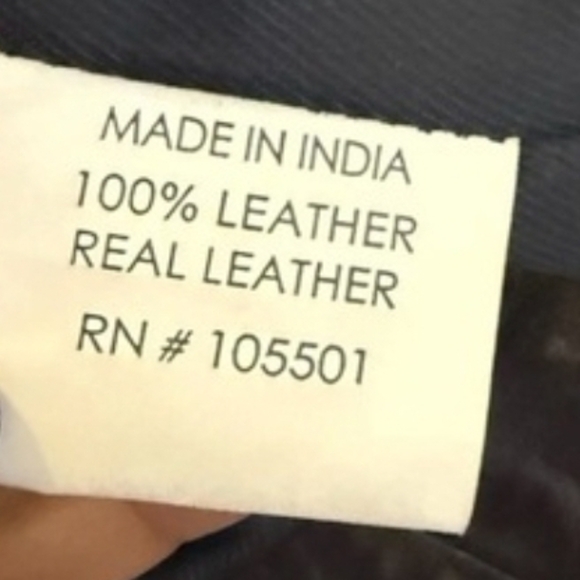 MADE IN INDIA
100% LEATHER
REAL LEATHER
RN # 105501